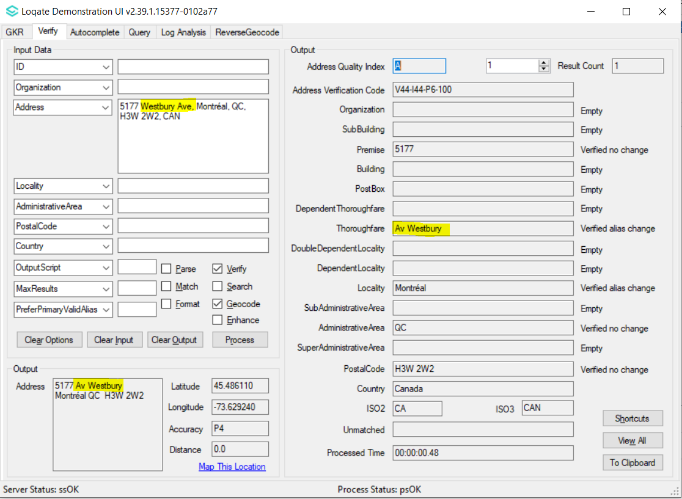 Loqate Demonstration UI v2.39.1.15377-0102a77
GKR Verify Autocomplete Query Log Analysis ReverseGeocode
Input Data
ID
Organization
Address 5177 Westbury Ave, Montréal, QC,
H3W 2W2, CAN
Locality
AdministrativeArea
PostalCode
Country
OutputScript Parse Verify
MaxResults Match Search
PreferPrimaryValidAlias Format Geocode
Enhance
Clear Options Clear Input Clear Output Process
Output
Address 5177 Av Westbury
Montréal QC H3W 2W2
Latitude 45.486110
Longitude -73.629240
Accuracy P4
Distance 0.0
Map This Location
Output
Address Quality Index A 1 Result Count 1
Address Verification Code V44-I44-P6-100
Organization Empty
SubBuilding Empty
Premise 5177 Verified no change
Building Empty
PostBox Empty
DependentThoroughfare Empty
Thoroughfare Av Westbury Verified alias change
DoubleDependentLocality Empty
DependentLocality Empty
Locality Montréal Verified alias change
SubAdministrativeArea Empty
AdministrativeArea QC Verified no change
SuperAdministrativeArea Empty
PostalCode H3W 2W2 Verified no change
Country Canada
ISO2 CA ISO3 CAN
Unmatched
Processed Time 00:00:00.48
Shortcuts
View All
To Clipboard
Server Status: ssOK Process Status: psOK